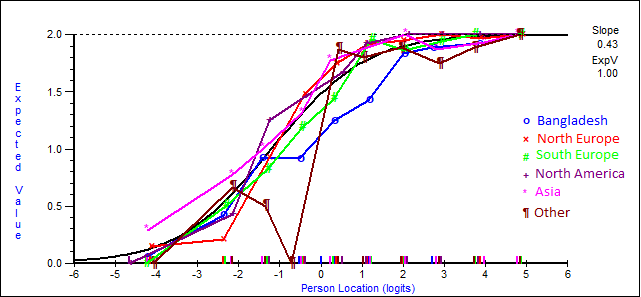 Slope
0.43
ExpV
1.00
2.0
1.5
1.0
0.5
0.0
Expected Value
-6 -5 -4 -3 -2 -1 0 1 2 3 4 5 6
Person Location (logits)
o Bangladesh
× North Europe
# South Europe
+ North America
* Asia
¶ Other